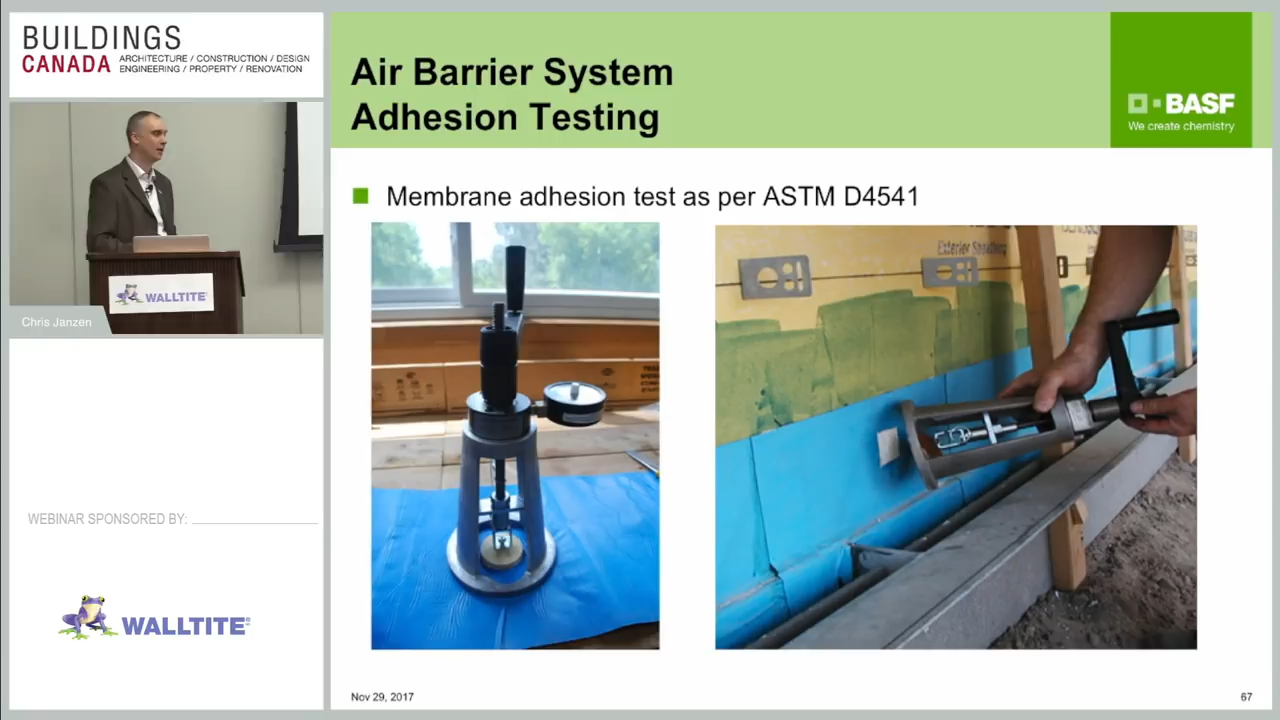 BUILDINGS
CANADA
ARCHITECTURE / CONSTRUCTION / DESIGN
ENGINEERING / PROPERTY / RENOVATION
WALLTITE
Chris Janzen
WEBINAR SPONSORED BY:
WALLTITE
Air Barrier System
Adhesion Testing
BASF
We create chemistry
Membrane adhesion test as per ASTM D4541
Exterior Sheathing
Nov 29, 2017
67